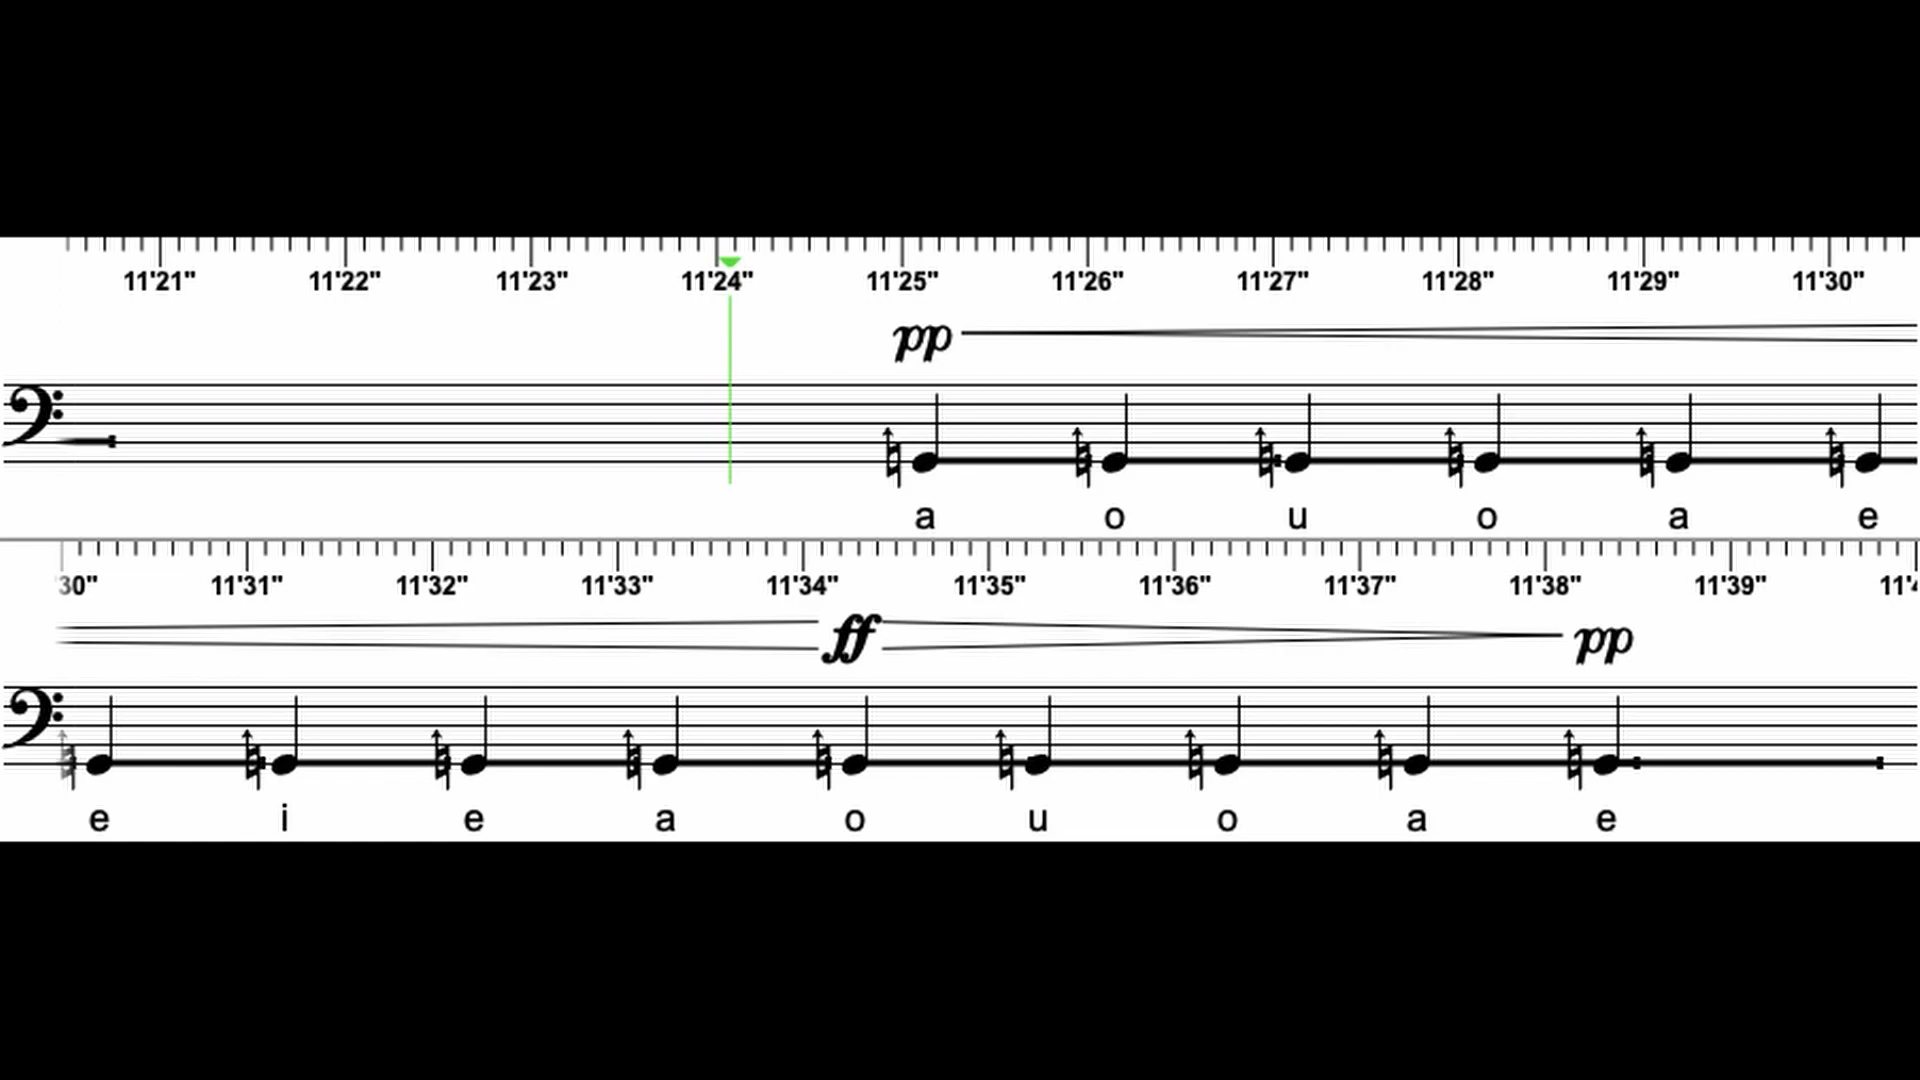 11'21" 11'22" 11'23" 11'24" 11'25" 11'26" 11'27" 11'28" 11'29" 11'30"
pp
a o u o a e
30" 11'31" 11'32" 11'33" 11'34" 11'35" 11'36" 11'37" 11'38" 11'39"
ff pp
e i e a o u o a e